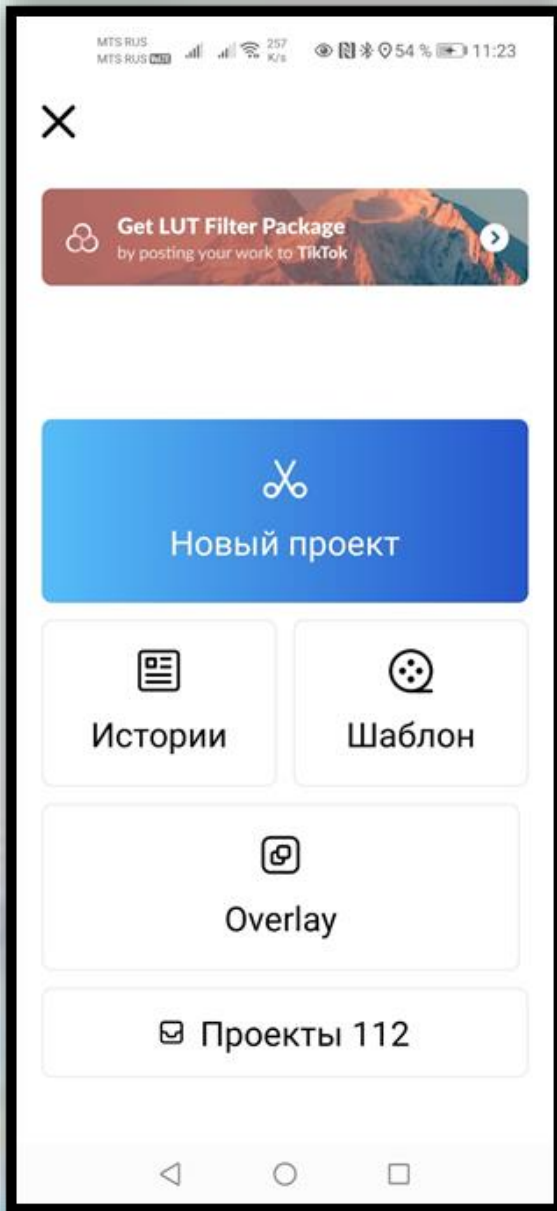 MTS RUS
MTS RUS VoLTE 257 K/s 54 % 11:23
Get LUT Filter Package
by posting your work to TikTok
Новый проект
Истории Шаблон
Overlay
Проекты 112